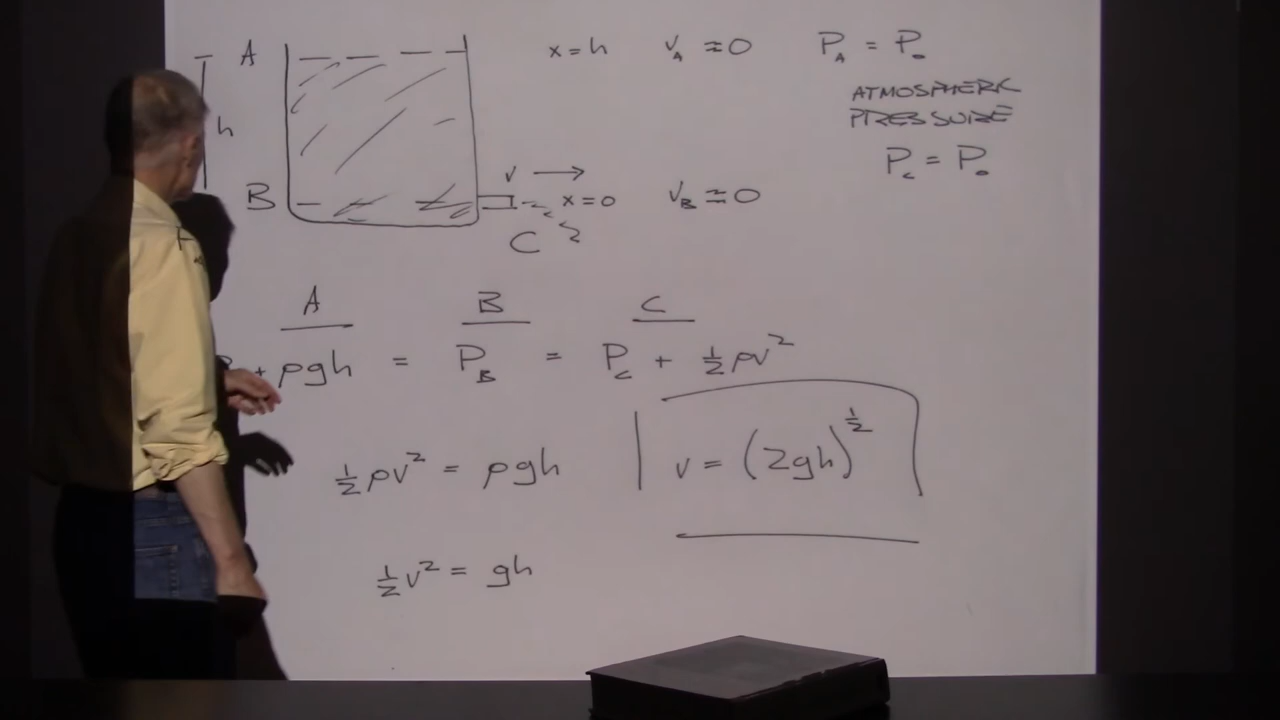 A x = h v_A ≈ 0 P_A = P_0
ATMOSPHERIC
PRESSURE
h
P_C = P_0
v →
B x = 0 v_B ≈ 0
C
A B C
+ ρgh = P_B = P_C + ½ρv²
½ρv² = ρgh v = (2gh)^½
½v² = gh